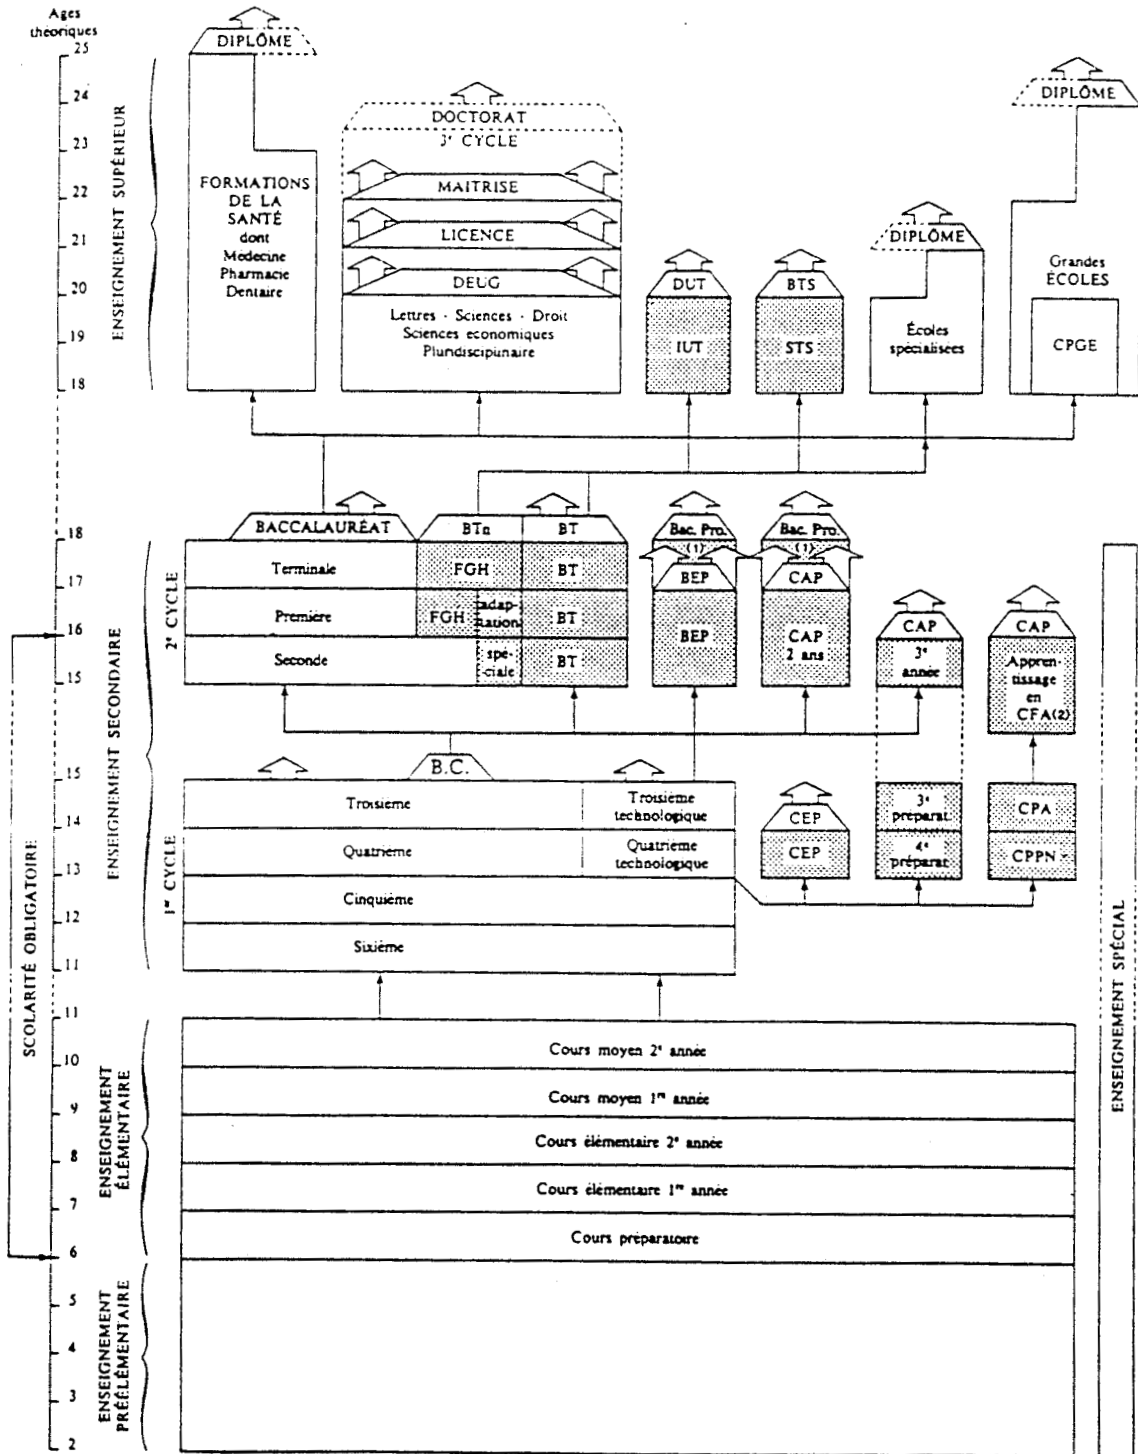 Ages
théoriques
25
24
23
22
21
20
19
18
ENSEIGNEMENT SUPÉRIEUR
DIPLÔME
FORMATIONS
DE LA
SANTÉ
dont
Médecine
Pharmacie
Dentaire
DOCTORAT
3e CYCLE
MAITRISE
LICENCE
DEUG
Lettres - Sciences - Droit
Sciences economiques
Pluridisciplinaire
DUT
IUT
BTS
STS
DIPLÔME
Écoles
spécialisées
DIPLÔME
Grandes
ÉCOLES
CPGE
18
17
16
15
ENSEIGNEMENT SECONDAIRE
2e CYCLE
BACCALAURÉAT
BTn
BT
Terminale
FGH
BT
Première
FGH
adap-
tation
BT
Seconde
spé-
ciale
BT
Bac. Pro.
(1)
BEP
BEP
Bac. Pro.
(1)
CAP
CAP
2 ans
CAP
3e
année
CAP
Appren-
tissage
en
CFA(2)
15
14
13
12
11
1er CYCLE
B.C.
Troisième
Troisième
technologique
Quatrième
Quatrième
technologique
Cinquième
Sixième
CEP
CEP
3e
préparat.
4e
préparat.
CPA
CPPN
SCOLARITÉ OBLIGATOIRE
ENSEIGNEMENT SPÉCIAL
11
10
9
8
7
6
ENSEIGNEMENT
ÉLÉMENTAIRE
Cours moyen 2e année
Cours moyen 1re année
Cours élémentaire 2e année
Cours élémentaire 1re année
Cours préparatoire
5
4
3
2
ENSEIGNEMENT
PRÉÉLÉMENTAIRE